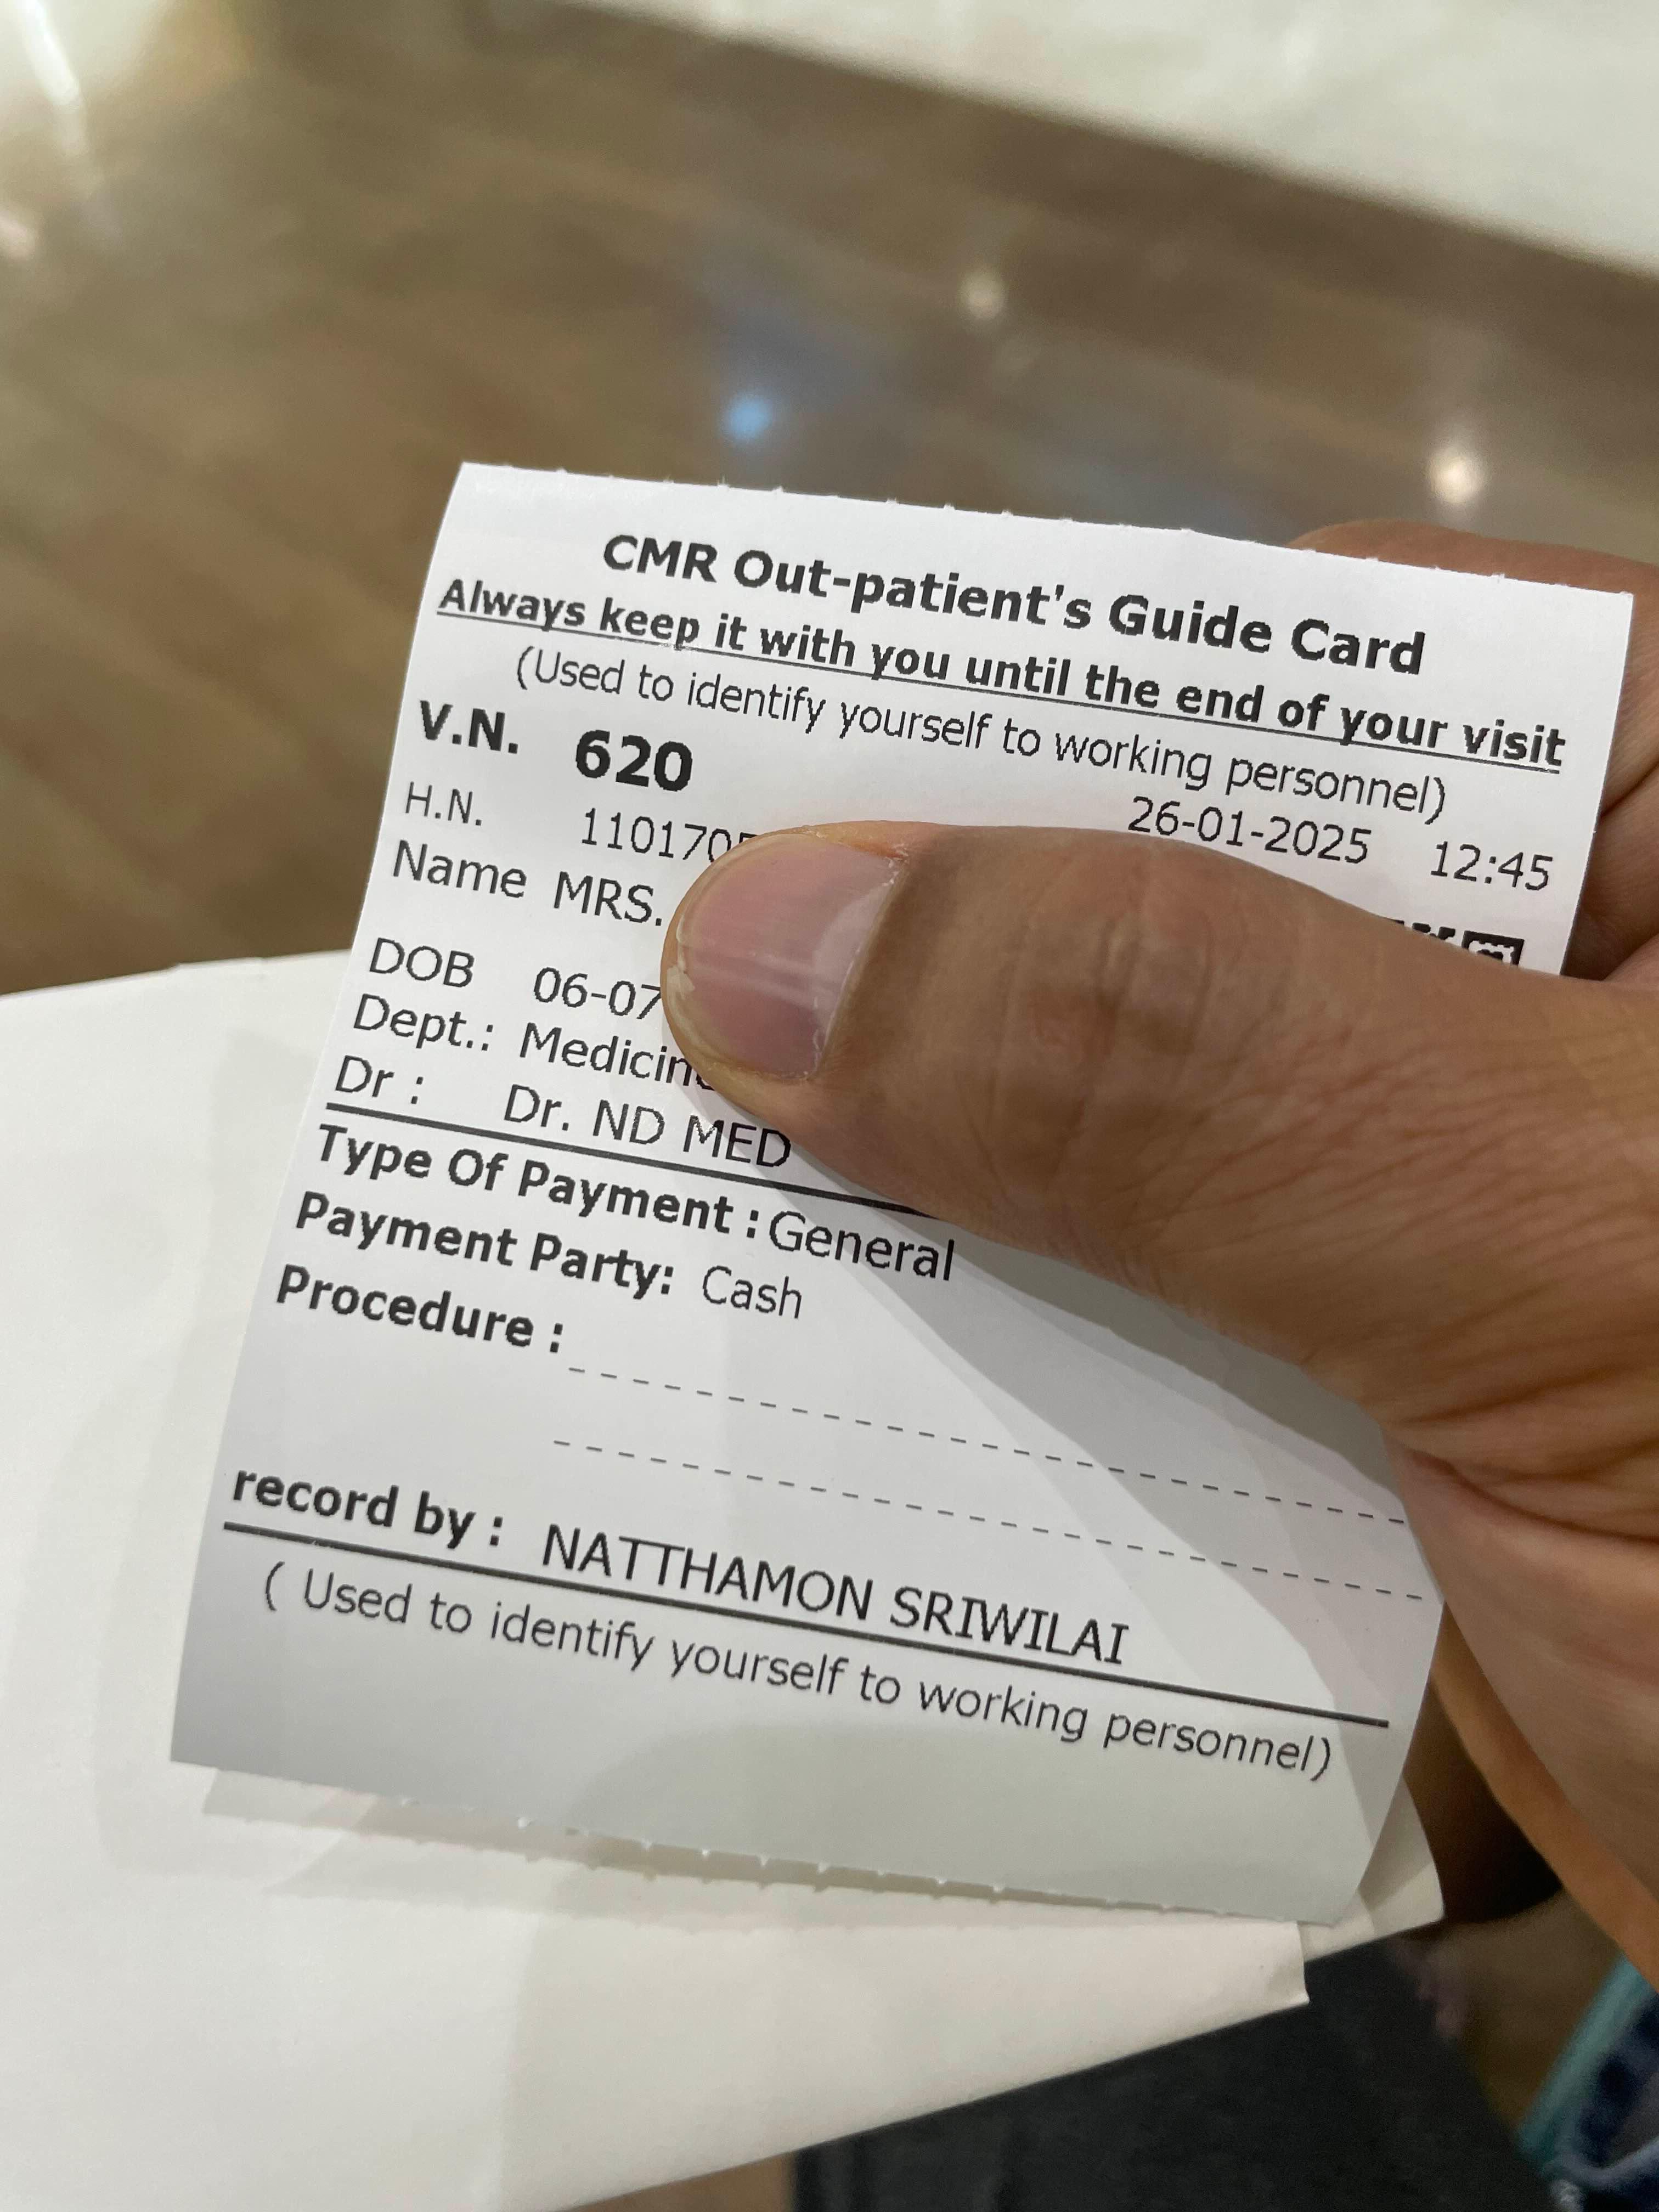 CMR Out-patient's Guide Card
Always keep it with you until the end of your visit
(Used to identify yourself to working personnel)
V.N. 620
26-01-2025 12:45
H.N.
Name MRS.
DOB 06-07
Dept.:
Dr : Dr. ND MED
Type Of Payment : General
Payment Party: Cash
Procedure :
record by : NATTHAMON SRIWILAI
( Used to identify yourself to working personnel)